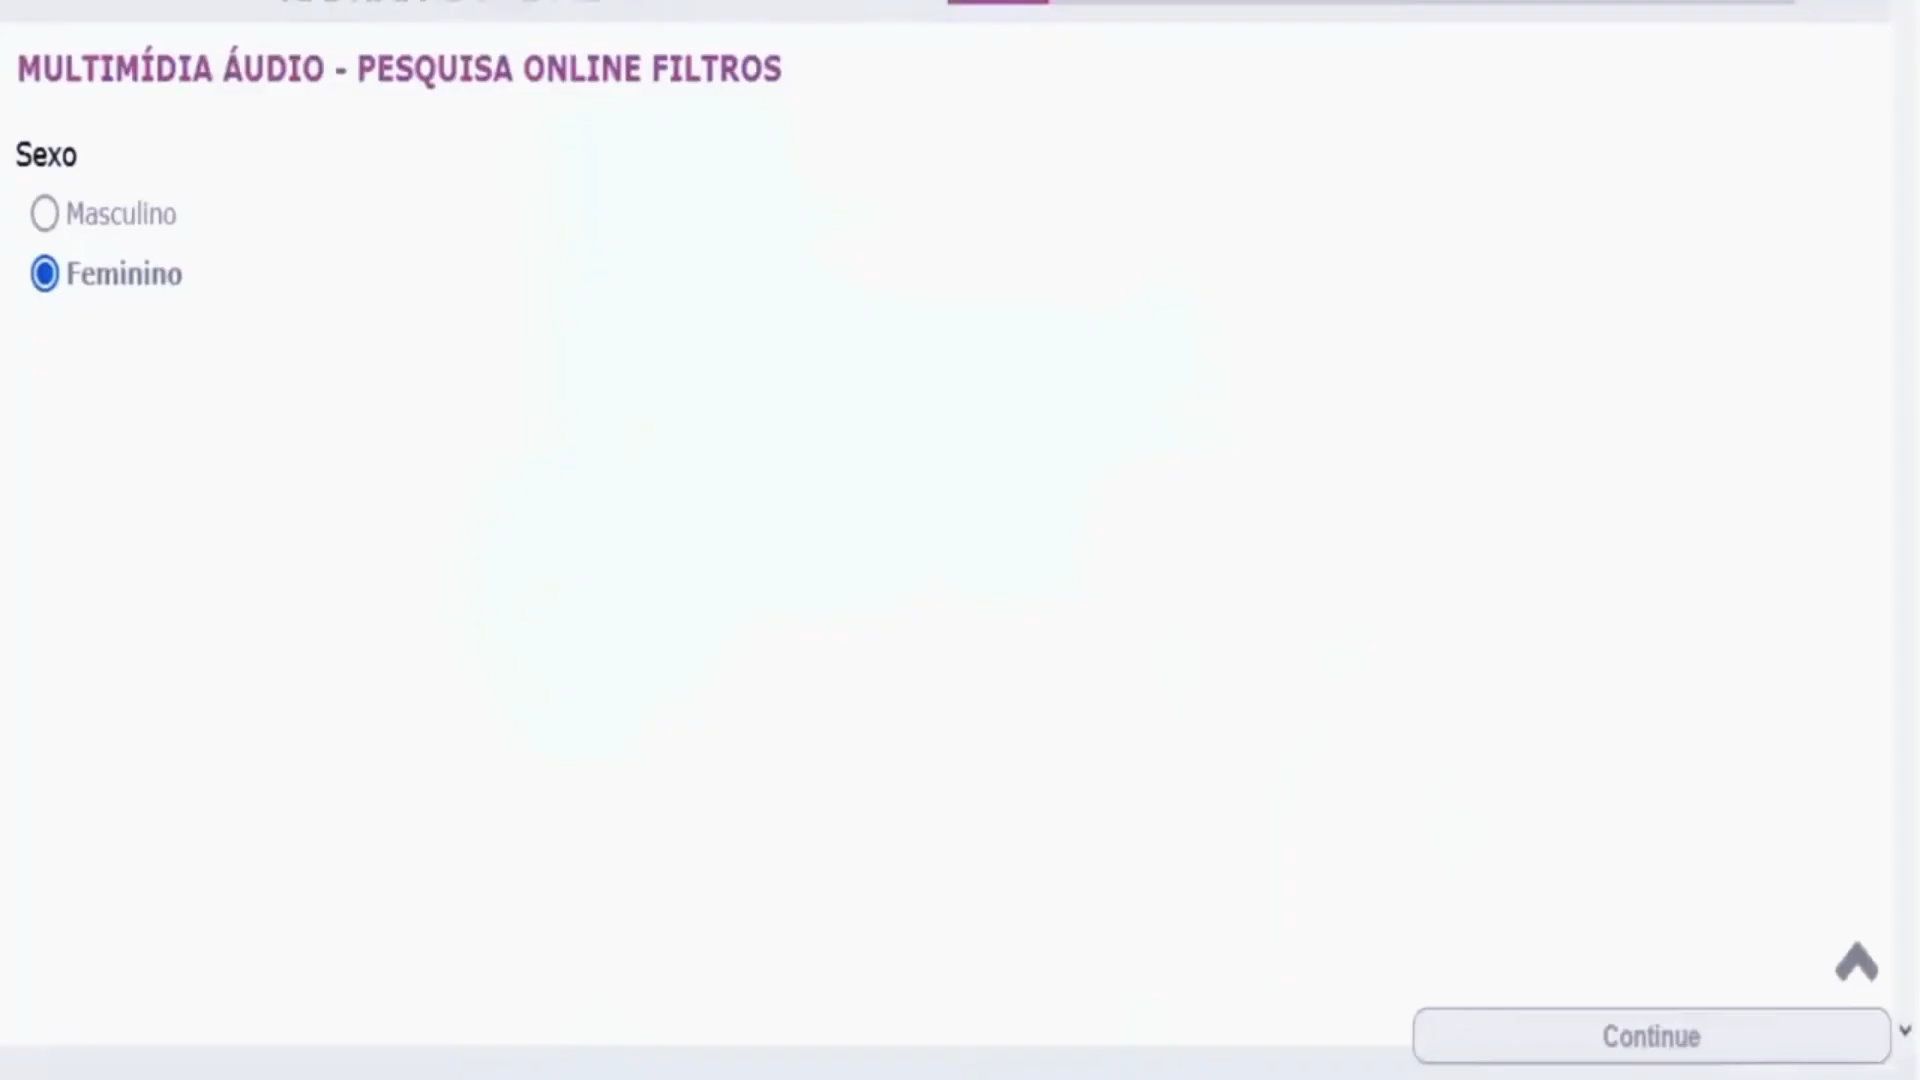 MULTIMÍDIA ÁUDIO - PESQUISA ONLINE FILTROS
Sexo
Masculino
Feminino
Continue